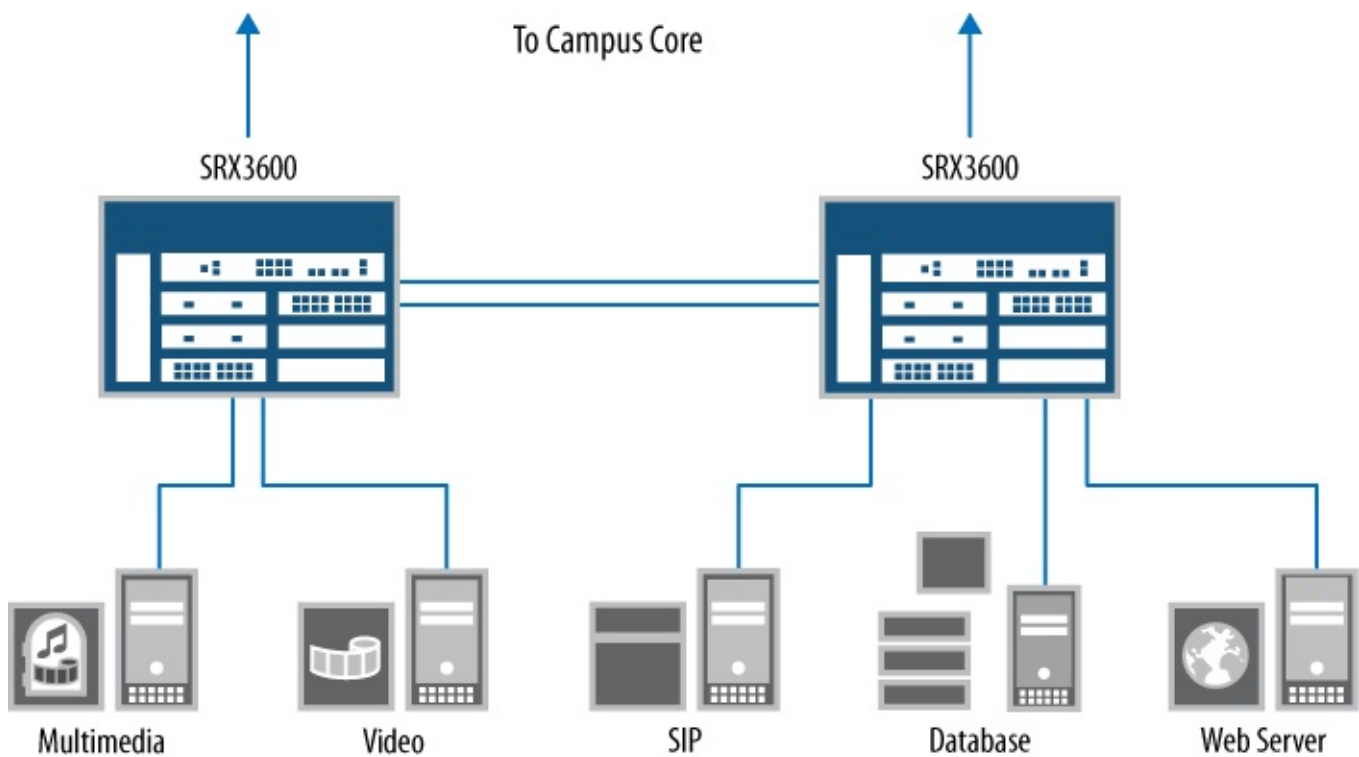 To Campus Core
SRX3600
SRX3600
Multimedia
Video
SIP
Database
Web Server